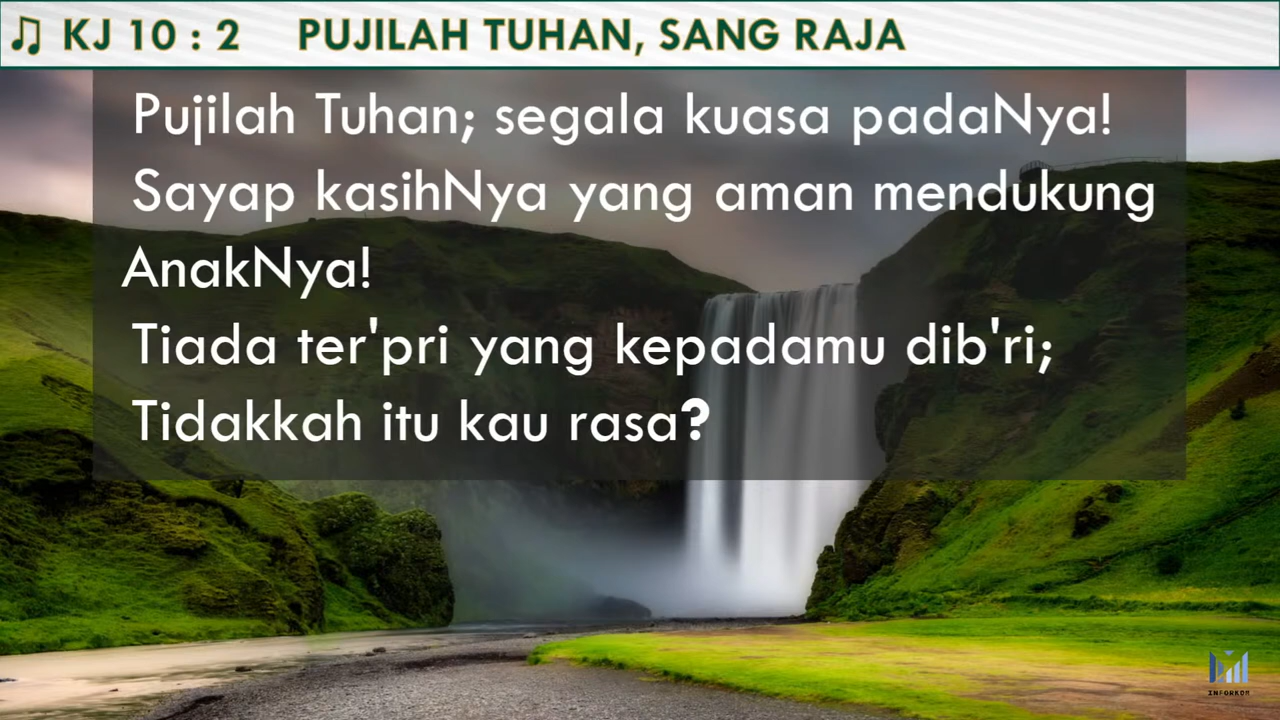 ♫ KJ 10 : 2 PUJILAH TUHAN, SANG RAJA
Pujilah Tuhan; segala kuasa padaNya!
Sayap kasihNya yang aman mendukung
AnakNya!
Tiada ter'pri yang kepadamu dib'ri;
Tidakkah itu kau rasa?
INFORKOM